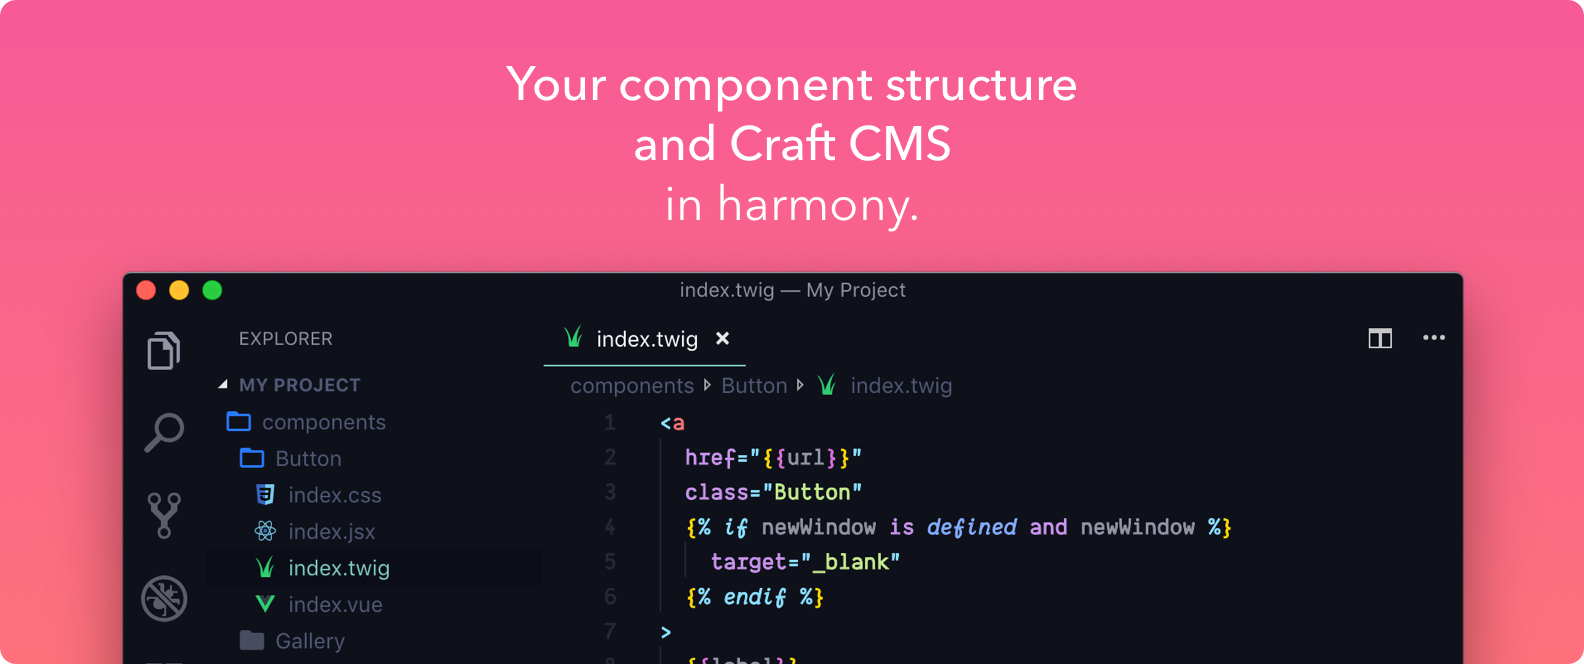 Your component structure
and Craft CMS
in harmony.
index.twig — My Project
EXPLORER
MY PROJECT
components
Button
index.css
index.jsx
index.twig
index.vue
Gallery
index.twig
components Button index.twig
1 <a
2 href="{{url}}"
3 class="Button"
4 {% if newWindow is defined and newWindow %}
5 target="_blank"
6 {% endif %}
7 >
8 {{label}}